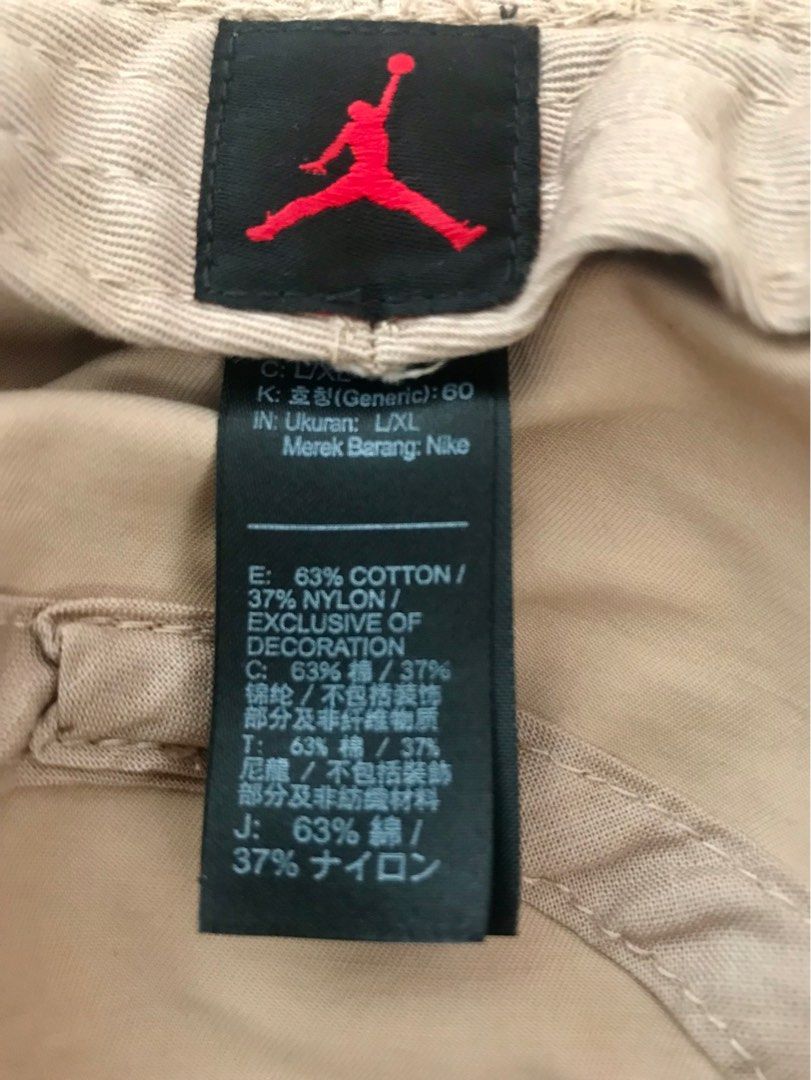 C: L/XL
K: 호칭(Generic): 60
IN: Ukuran: L/XL
Merek Barang: Nike
E: 63% COTTON /
37% NYLON /
EXCLUSIVE OF
DECORATION
C: 63% 棉 / 37%
锦纶 / 不包括装饰
部分及非纤维物质
T: 63% 棉 / 37%
尼龍 / 不包括裝飾
部分及非紡織材料
J: 63% 綿 /
37% ナイロン